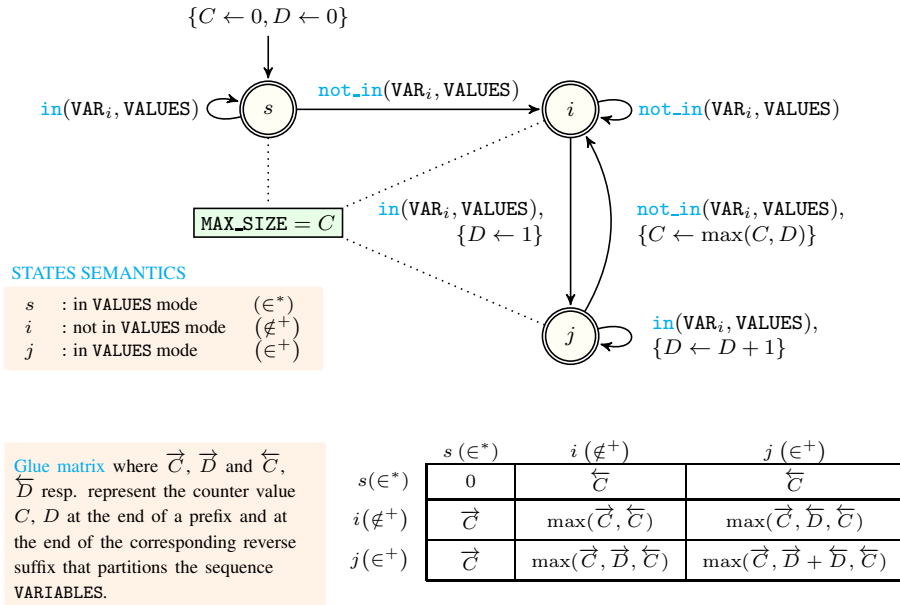 {C ← 0, D ← 0}
in(VAR_i, VALUES)
s
not_in(VAR_i, VALUES)
i
not_in(VAR_i, VALUES)
MAX_SIZE = C
in(VAR_i, VALUES),
{D ← 1}
not_in(VAR_i, VALUES),
{C ← max(C, D)}
j
in(VAR_i, VALUES),
{D ← D + 1}
STATES SEMANTICS
s : in VALUES mode (∈*)
i : not in VALUES mode (∉⁺)
j : in VALUES mode (∈⁺)
Glue matrix where C→, D→ and C←,
D← resp. represent the counter value
C, D at the end of a prefix and at
the end of the corresponding reverse
suffix that partitions the sequence
VARIABLES.
s (∈*) i (∉⁺) j (∈⁺)
s(∈*) 0 C← C←
i(∉⁺) C→ max(C→, C←) max(C→, D←, C←)
j(∈⁺) C→ max(C→, D→, C←) max(C→, D→ + D←, C←)